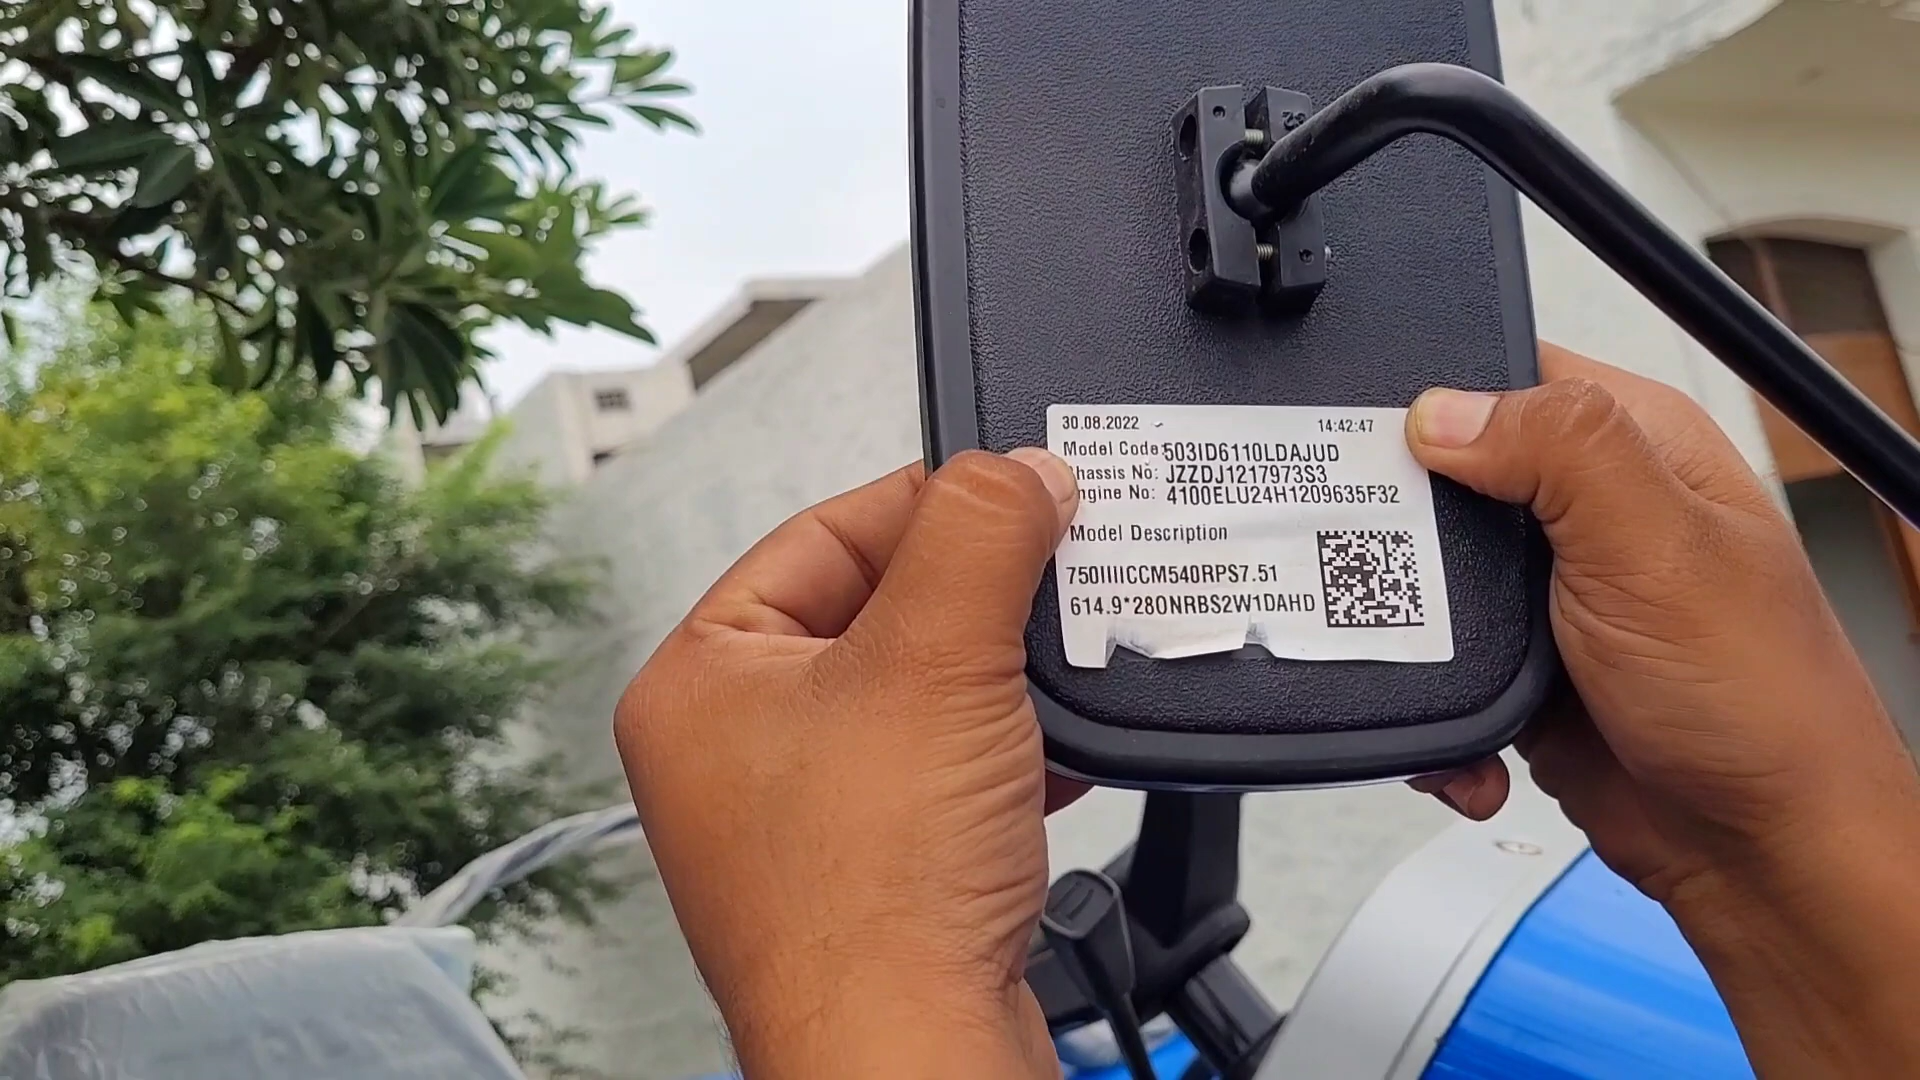 23
30.08.2022 14:42:47
Model Code: 503ID6110LDAJUD
hassis No: JZZDJ1217973S3
ngine No: 4100ELU24H1209635F32
Model Description
750IIIICCM540RPS7.51
614.9*280NRBS2W1DAHD